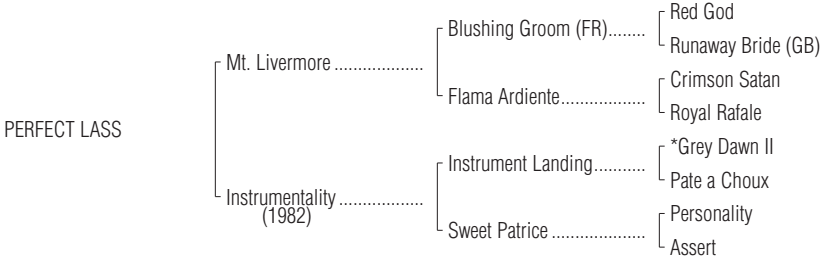 Red God
Blushing Groom (FR)........
Runaway Bride (GB)
Mt. Livermore ...................
Crimson Satan
Flama Ardiente..................
Royal Rafale
PERFECT LASS
*Grey Dawn II
Instrument Landing...........
Pate a Choux
Instrumentality ..................
(1982)
Personality
Sweet Patrice ....................
Assert